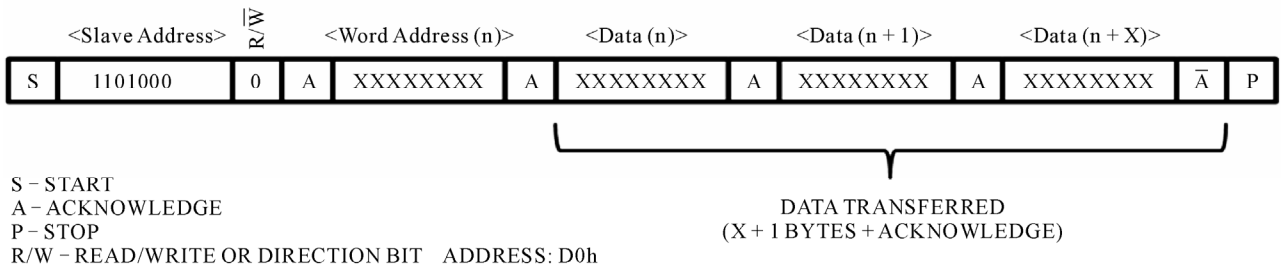 <Slave Address> R/W̅ <Word Address (n)> <Data (n)> <Data (n + 1)> <Data (n + X)>
S 1101000 0 A XXXXXXXX A XXXXXXXX A XXXXXXXX A XXXXXXXX A̅ P
S – START
A – ACKNOWLEDGE
P – STOP
R/W – READ/WRITE OR DIRECTION BIT ADDRESS: D0h
DATA TRANSFERRED
(X + 1 BYTES + ACKNOWLEDGE)